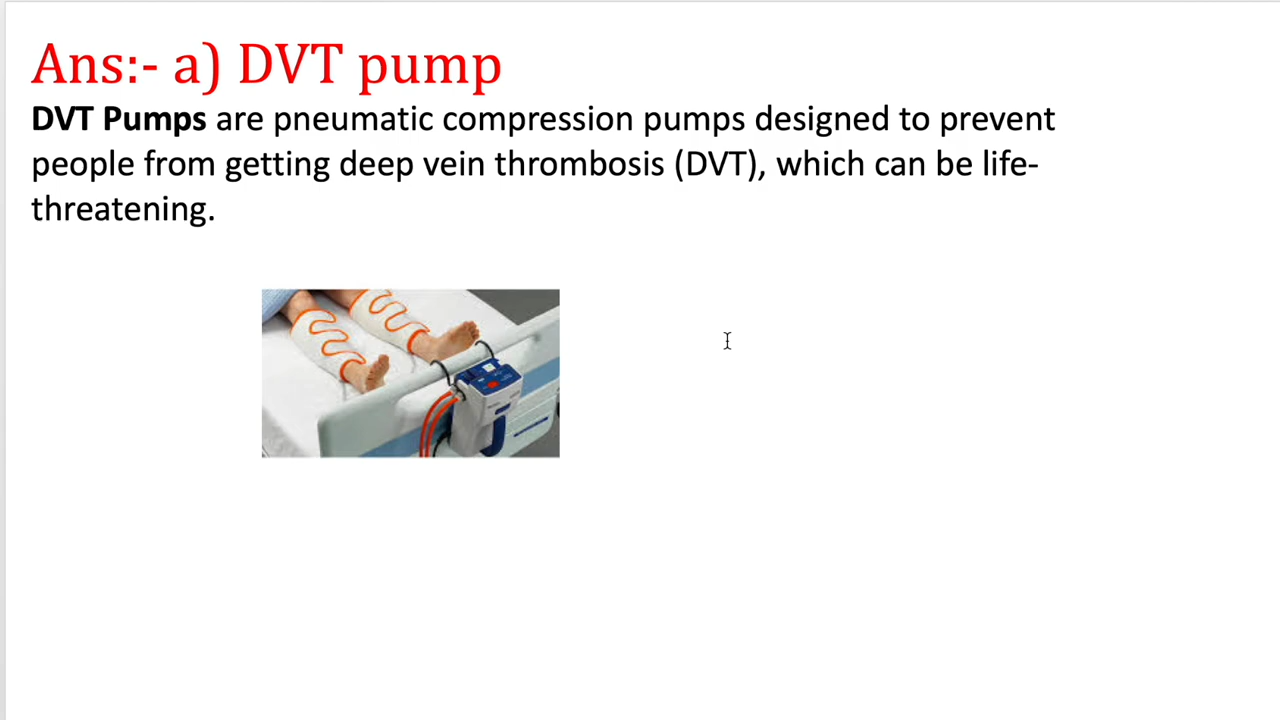 Ans:- a) DVT pump
DVT Pumps are pneumatic compression pumps designed to prevent
people from getting deep vein thrombosis (DVT), which can be life-
threatening.